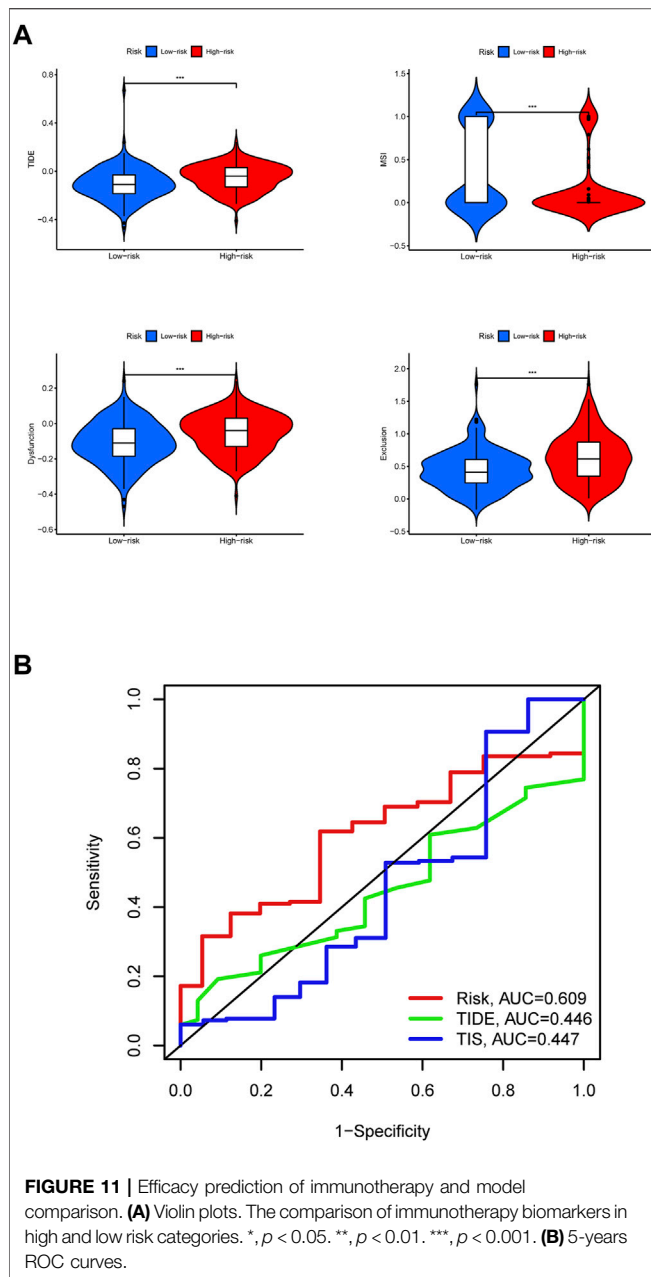 A
Risk Low-risk High-risk
TIDE
0.8
0.4
0.0
−0.4
***
Low-risk High-risk
Risk Low-risk High-risk
MSI
1.5
1.0
0.5
0.0
−0.5
***
Low-risk High-risk
Risk Low-risk High-risk
Dysfunction
0.2
0.0
−0.2
−0.4
−0.6
***
Low-risk High-risk
Risk Low-risk High-risk
Exclusion
2.0
1.5
1.0
0.5
0.0
−0.5
***
Low-risk High-risk
B
Sensitivity
1.0
0.8
0.6
0.4
0.2
0.0
Risk, AUC=0.609
TIDE, AUC=0.446
TIS, AUC=0.447
0.0 0.2 0.4 0.6 0.8 1.0
1−Specificity
FIGURE 11 | Efficacy prediction of immunotherapy and model
comparison. (A) Violin plots. The comparison of immunotherapy biomarkers in
high and low risk categories. *, p < 0.05. **, p < 0.01. ***, p < 0.001. (B) 5-years
ROC curves.